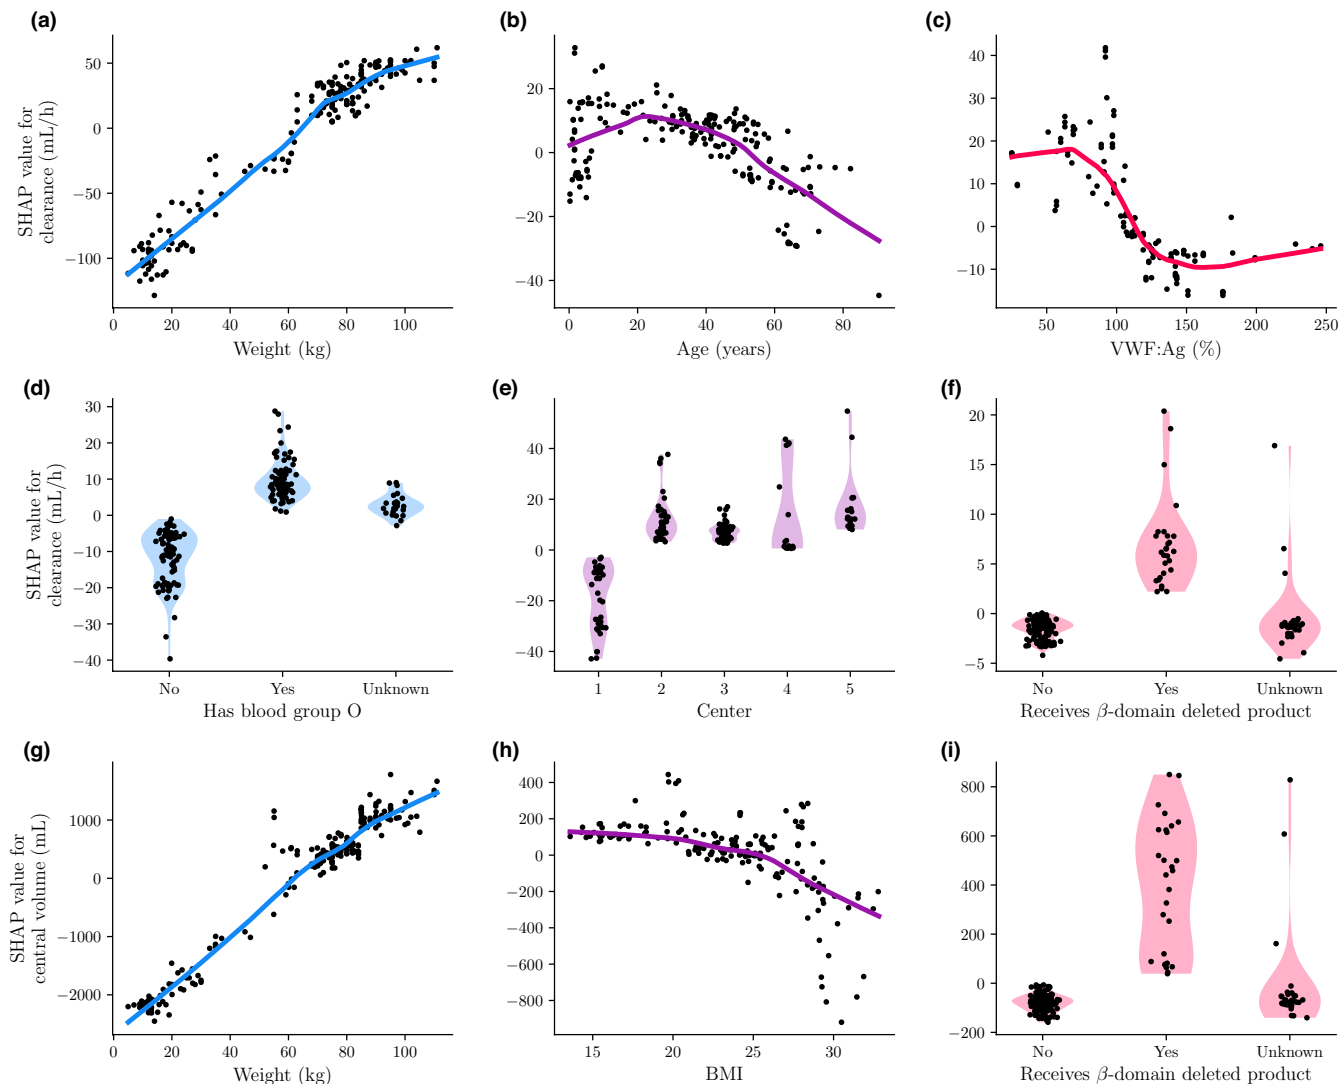 (a)
(b)
(c)
SHAP value for
clearance (mL/h)
50
0
−50
−100
0 20 40 60 80 100
Weight (kg)
20
0
−20
−40
0 20 40 60 80
Age (years)
40
30
20
10
0
−10
50 100 150 200 250
VWF:Ag (%)
(d)
(e)
(f)
SHAP value for
clearance (mL/h)
30
20
10
0
−10
−20
−30
−40
No Yes Unknown
Has blood group O
40
20
0
−20
−40
1 2 3 4 5
Center
20
15
10
5
0
−5
No Yes Unknown
Receives β-domain deleted product
(g)
(h)
(i)
SHAP value for
central volume (mL)
1000
0
−1000
−2000
0 20 40 60 80 100
Weight (kg)
400
200
0
−200
−400
−600
−800
15 20 25 30
BMI
800
600
400
200
0
−200
No Yes Unknown
Receives β-domain deleted product